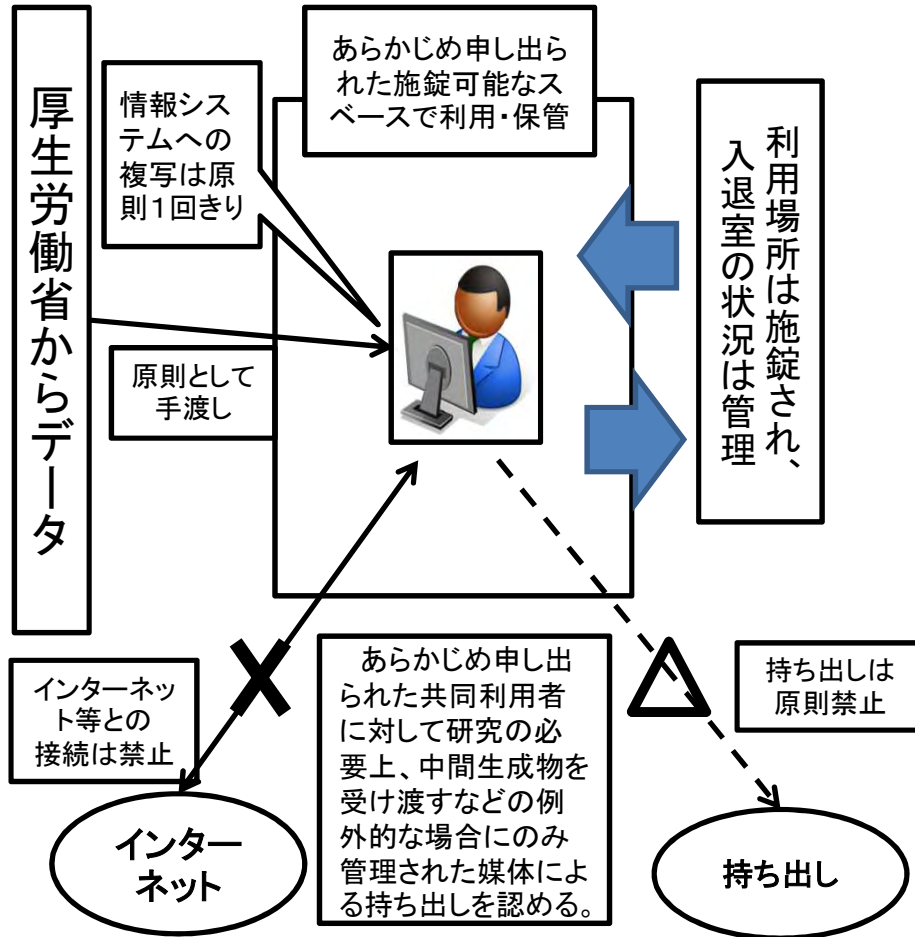 厚生労働省からデータ
情報シス
テムへの
複写は原
則１回きり
あらかじめ申し出ら
れた施錠可能なス
ペースで利用・保管
利用場所は施錠され、
入退室の状況は管理
原則として
手渡し
インターネッ
ト等との
接続は禁止
あらかじめ申し出
られた共同利用者
に対して研究の必
要上、中間生成物を
受け渡すなどの例
外的な場合にのみ
管理された媒体によ
る持ち出しを認める。
持ち出しは
原則禁止
インター
ネット
持ち出し